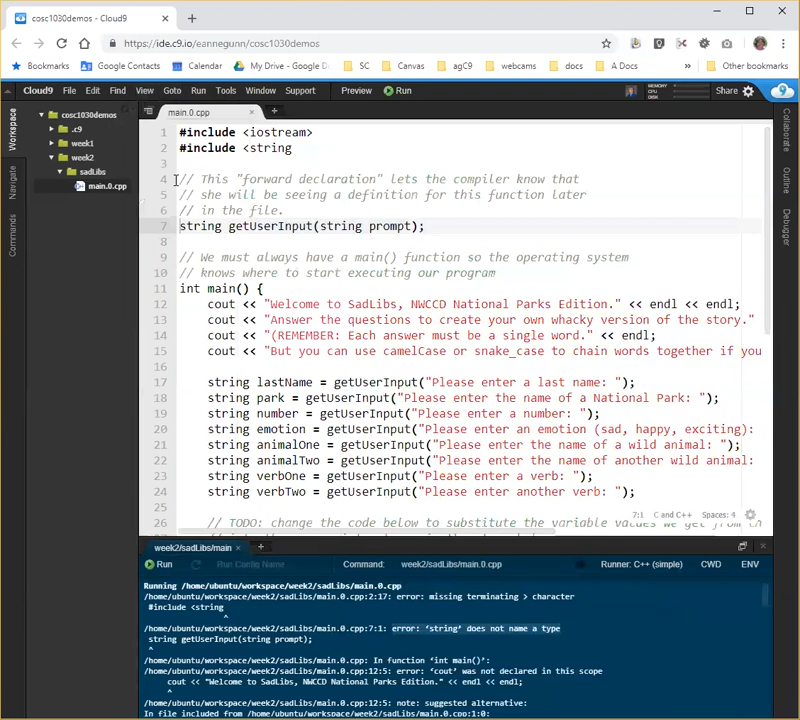 cosc1030demos - Cloud9
https://ide.c9.io/eannegunn/cosc1030demos
Bookmarks Google Contacts Calendar My Drive - Google D SC Canvas agC9 webcams docs A Docs » Other bookmarks
Cloud9 File Edit Find View Goto Run Tools Window Support Preview Run MEMORY CPU DISK Share
Workspace
Navigate
Commands
cosc1030demos
.c9
week1
week2
sadLibs
main.0.cpp
main.0.cpp
1 #include <iostream>
2 #include <string
3
4 // This "forward declaration" lets the compiler know that
5 // she will be seeing a definition for this function later
6 // in the file.
7 string getUserInput(string prompt);
8
9 // We must always have a main() function so the operating system
10 // knows where to start executing our program
11 int main() {
12 cout << "Welcome to SadLibs, NWCCD National Parks Edition." << endl << endl;
13 cout << "Answer the questions to create your own whacky version of the story."
14 cout << "(REMEMBER: Each answer must be a single word." << endl;
15 cout << "But you can use camelCase or snake_case to chain words together if you
16
17 string lastName = getUserInput("Please enter a last name: ");
18 string park = getUserInput("Please enter the name of a National Park: ");
19 string number = getUserInput("Please enter a number: ");
20 string emotion = getUserInput("Please enter an emotion (sad, happy, exciting):
21 string animalOne = getUserInput("Please enter the name of a wild animal: ");
22 string animalTwo = getUserInput("Please enter the name of another wild animal:
23 string verbOne = getUserInput("Please enter a verb: ");
24 string verbTwo = getUserInput("Please enter another verb: ");
25
26 // TODO: change the code below to substitute the variable values we get from th
7:1 C and C++ Spaces: 4
Collaborate
Outline
Debugger
week2/sadLibs/main
Run Run Config Name Command: week2/sadLibs/main.0.cpp Runner: C++ (simple) CWD ENV
Running /home/ubuntu/workspace/week2/sadLibs/main.0.cpp
/home/ubuntu/workspace/week2/sadLibs/main.0.cpp:2:17: error: missing terminating > character
#include <string
^
/home/ubuntu/workspace/week2/sadLibs/main.0.cpp:7:1: error: ‘string’ does not name a type
string getUserInput(string prompt);
^
/home/ubuntu/workspace/week2/sadLibs/main.0.cpp: In function ‘int main()’:
/home/ubuntu/workspace/week2/sadLibs/main.0.cpp:12:5: error: ‘cout’ was not declared in this scope
cout << "Welcome to SadLibs, NWCCD National Parks Edition." << endl << endl;
^
/home/ubuntu/workspace/week2/sadLibs/main.0.cpp:12:5: note: suggested alternative:
In file included from /home/ubuntu/workspace/week2/sadLibs/main.0.cpp:1:0: